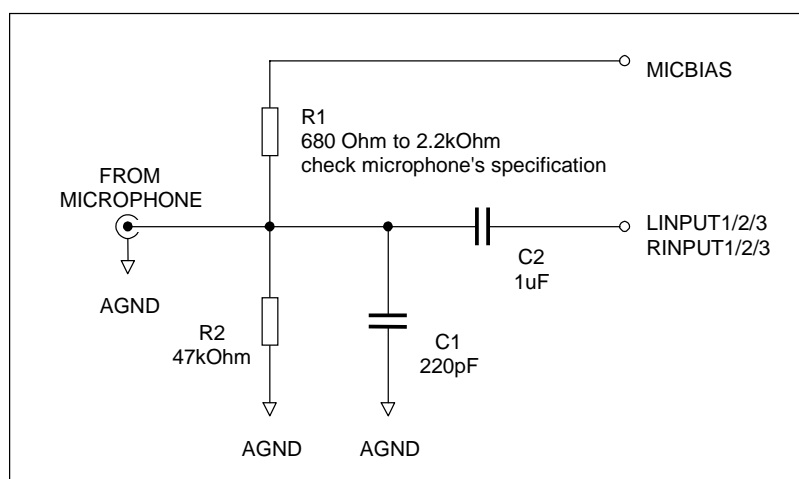 MICBIAS
R1
680 Ohm to 2.2kOhm
check microphone's specification
FROM
MICROPHONE
LINPUT1/2/3
RINPUT1/2/3
C2
1uF
AGND
R2
47kOhm
C1
220pF
AGND
AGND